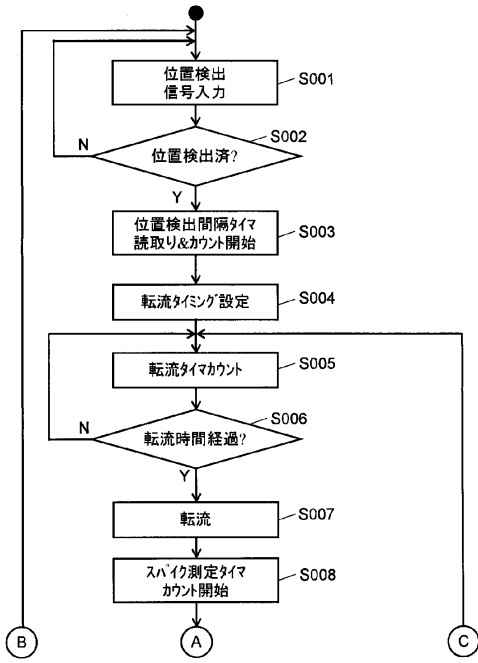 位置検出
信号入力
S001
S002
位置検出済?
N
Y
位置検出間隔タイマ
読取り&カウント開始
S003
転流タイミング設定
S004
転流タイマカウント
S005
S006
転流時間経過?
N
Y
転流
S007
スパイク測定タイマ
カウント開始
S008
B
A
C